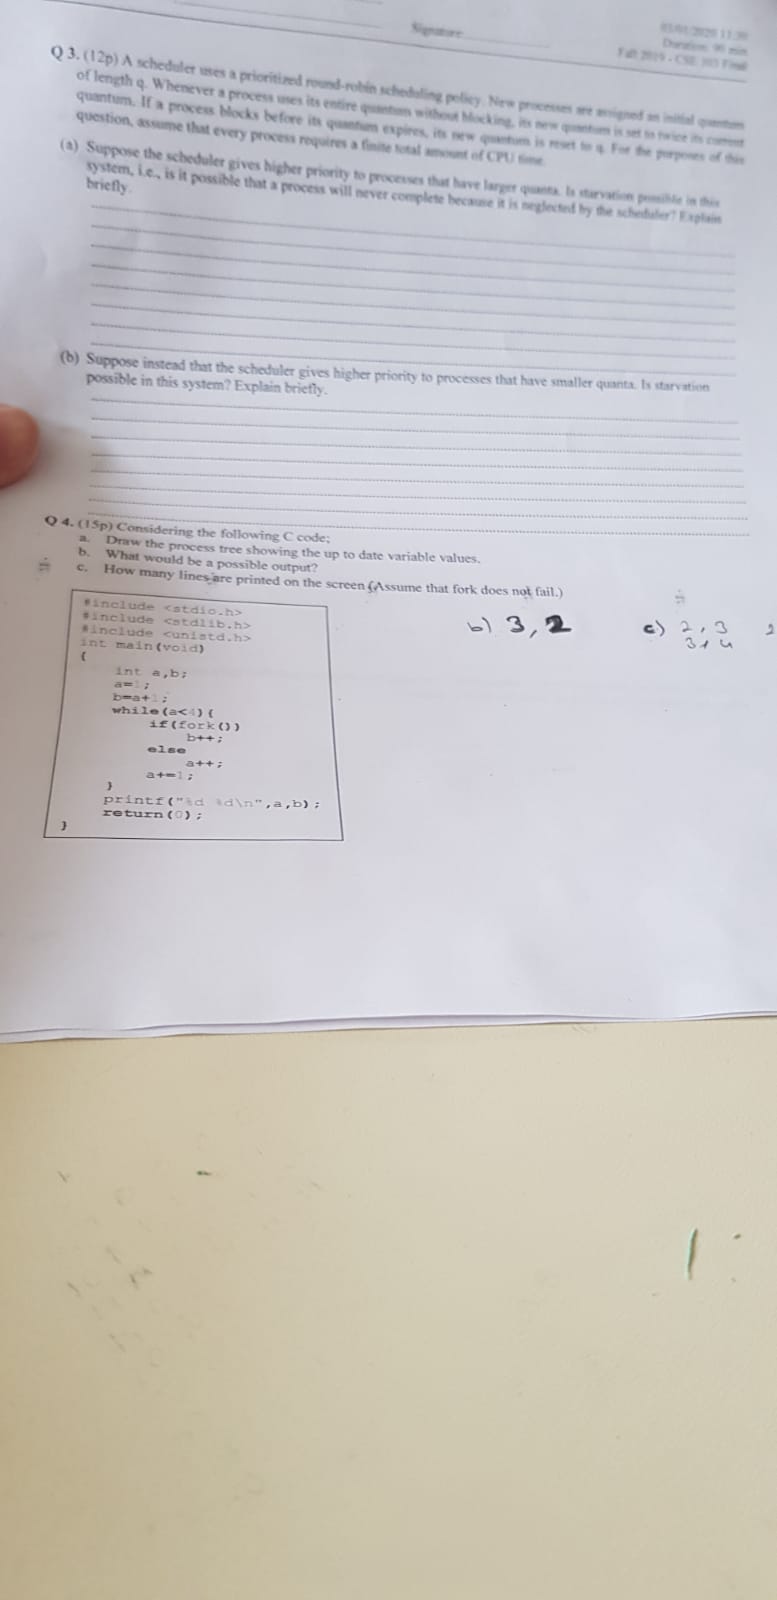 Signature:
03/01/2020 11:30
Duration: 90 min
Fall 2019 - CSE 303 Final
Q 3. (12p) A scheduler uses a prioritized round-robin scheduling policy. New processes are assigned an initial quantum
of length q. Whenever a process uses its entire quantum without blocking, its new quantum is set to twice its current
quantum. If a process blocks before its quantum expires, its new quantum is reset to q. For the purposes of this
question, assume that every process requires a finite total amount of CPU time.
(a) Suppose the scheduler gives higher priority to processes that have larger quanta. Is starvation possible in this
system, i.e., is it possible that a process will never complete because it is neglected by the scheduler? Explain
briefly.
(b) Suppose instead that the scheduler gives higher priority to processes that have smaller quanta. Is starvation
possible in this system? Explain briefly.
Q 4. (15p) Considering the following C code;
a. Draw the process tree showing the up to date variable values.
b. What would be a possible output?
c. How many lines are printed on the screen (Assume that fork does not fail.)
#include <stdio.h>
#include <stdlib.h>
#include <unistd.h>
int main(void)
{
int a,b;
a=1;
b=a+1;
while(a<4){
if(fork())
b++;
else
a++;
a+=1;
}
printf("%d %d\n",a,b);
return(0);
}
b) 3, 2
c) 2, 3
3, 4